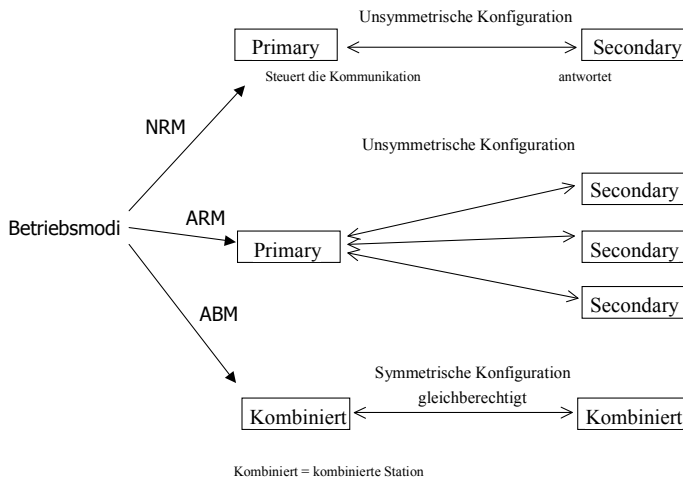 Unsymmetrische Konfiguration
Primary
Secondary
Steuert die Kommunikation
antwortet
NRM
Unsymmetrische Konfiguration
Secondary
ARM
Betriebsmodi
Primary
Secondary
Secondary
ABM
Symmetrische Konfiguration
gleichberechtigt
Kombiniert
Kombiniert
Kombiniert = kombinierte Station